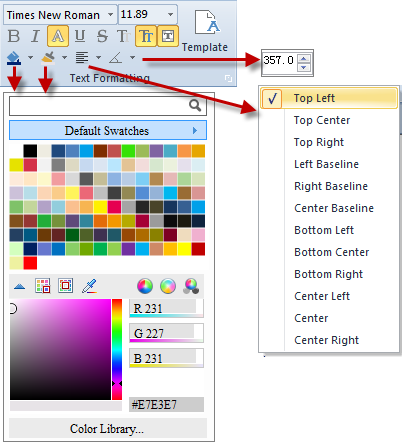 Times New Roman 11.89
B I A U A S T Tt T
Template
Text Formatting
357.0
Default Swatches
R 231
G 227
B 231
#E7E3E7
Color Library...
Top Left
Top Center
Top Right
Left Baseline
Right Baseline
Center Baseline
Bottom Left
Bottom Center
Bottom Right
Center Left
Center
Center Right